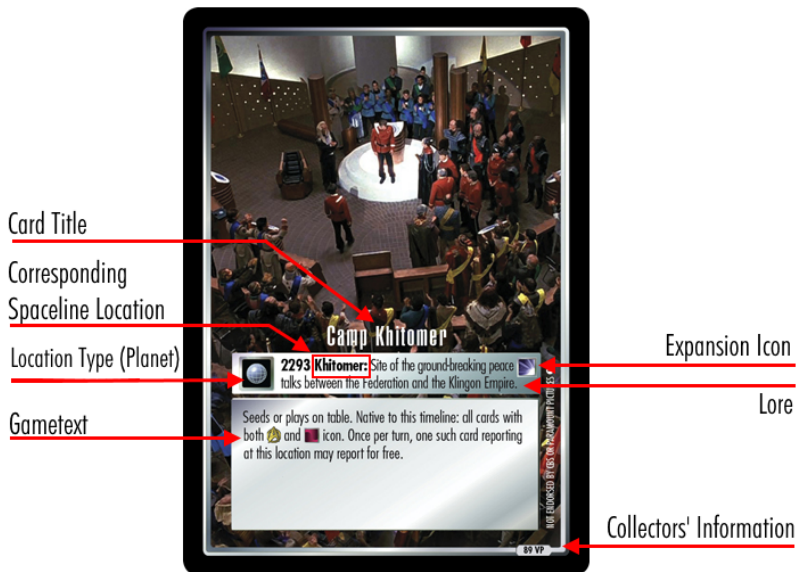 Card Title
Corresponding
Spaceline Location
Location Type (Planet)
Gametext
Camp Khitomer
2293 Khitomer: Site of the ground-breaking peace
talks between the Federation and the Klingon Empire.
Seeds or plays on table. Native to this timeline: all cards with
both and icon. Once per turn, one such card reporting
at this location may report for free.
NOT ENDORSED BY CBS OR PARAMOUNT PICTURES
89 VP
Expansion Icon
Lore
Collectors' Information